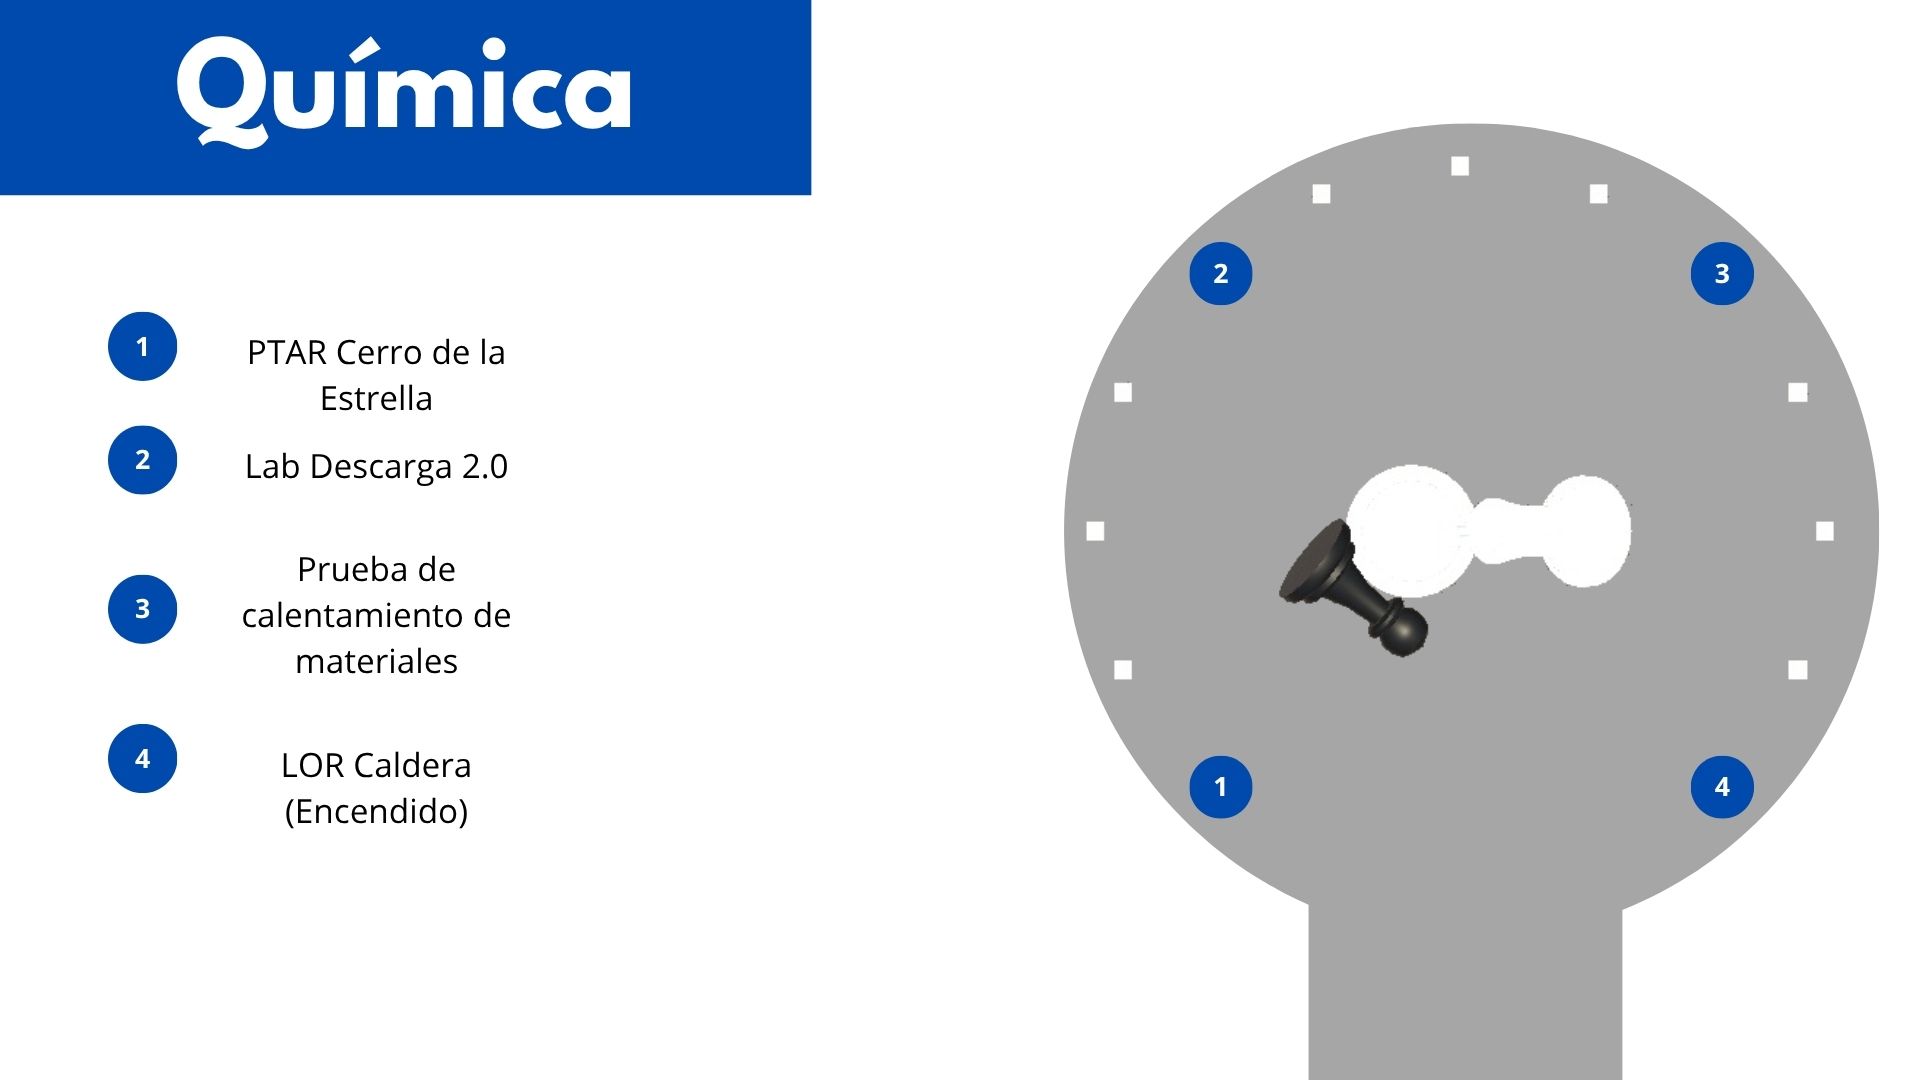 Química
1
PTAR Cerro de la
Estrella
2
Lab Descarga 2.0
3
Prueba de
calentamiento de
materiales
4
LOR Caldera
(Encendido)
2
3
1
4